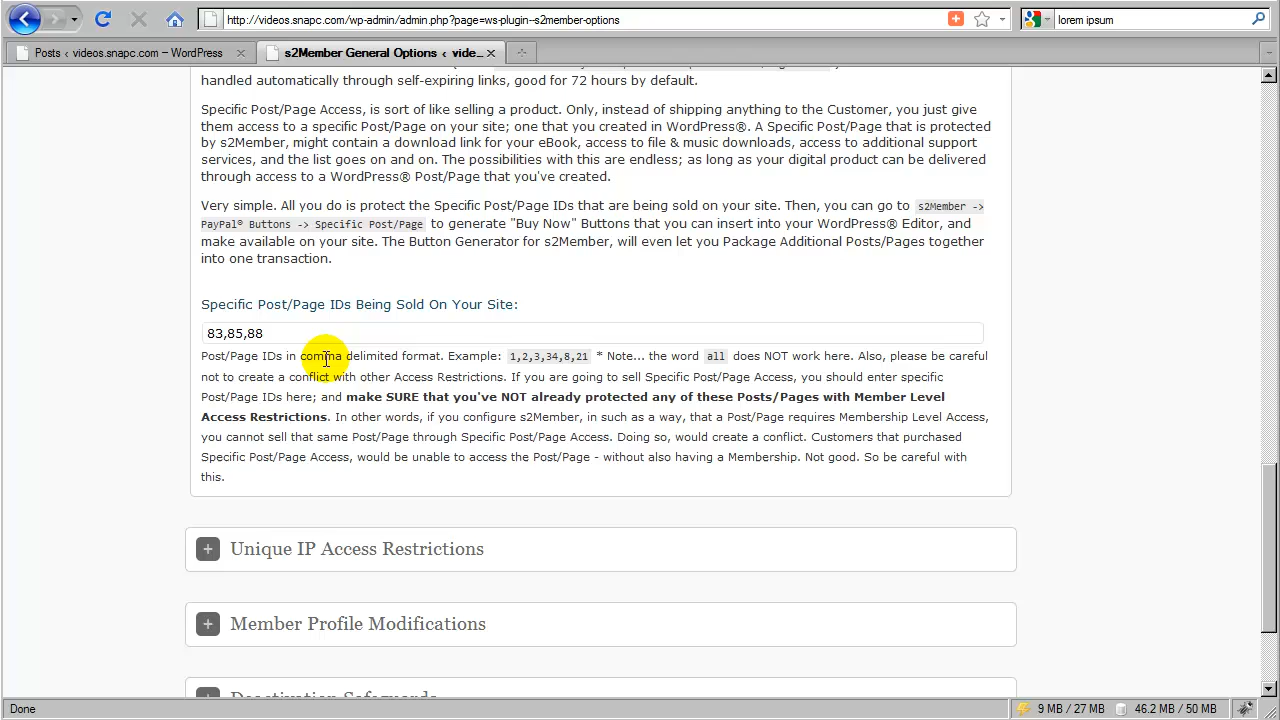 http://videos.snapc.com/wp-admin/admin.php?page=ws-plugin--s2member-options
lorem ipsum
Posts ‹ videos.snapc.com — WordPress
s2Member General Options ‹ vide...
handled automatically through self-expiring links, good for 72 hours by default.
Specific Post/Page Access, is sort of like selling a product. Only, instead of shipping anything to the Customer, you just give
them access to a specific Post/Page on your site; one that you created in WordPress®. A Specific Post/Page that is protected
by s2Member, might contain a download link for your eBook, access to file & music downloads, access to additional support
services, and the list goes on and on. The possibilities with this are endless; as long as your digital product can be delivered
through access to a WordPress® Post/Page that you've created.
Very simple. All you do is protect the Specific Post/Page IDs that are being sold on your site. Then, you can go to s2Member ->
PayPal® Buttons -> Specific Post/Page to generate "Buy Now" Buttons that you can insert into your WordPress® Editor, and
make available on your site. The Button Generator for s2Member, will even let you Package Additional Posts/Pages together
into one transaction.
Specific Post/Page IDs Being Sold On Your Site:
83,85,88
Post/Page IDs in comma delimited format. Example: 1,2,3,34,8,21 * Note... the word all does NOT work here. Also, please be careful
not to create a conflict with other Access Restrictions. If you are going to sell Specific Post/Page Access, you should enter specific
Post/Page IDs here; and make SURE that you've NOT already protected any of these Posts/Pages with Member Level
Access Restrictions. In other words, if you configure s2Member, in such as a way, that a Post/Page requires Membership Level Access,
you cannot sell that same Post/Page through Specific Post/Page Access. Doing so, would create a conflict. Customers that purchased
Specific Post/Page Access, would be unable to access the Post/Page - without also having a Membership. Not good. So be careful with
this.
Unique IP Access Restrictions
Member Profile Modifications
Deactivation Safeguards
Done
9 MB / 27 MB
46.2 MB / 50 MB